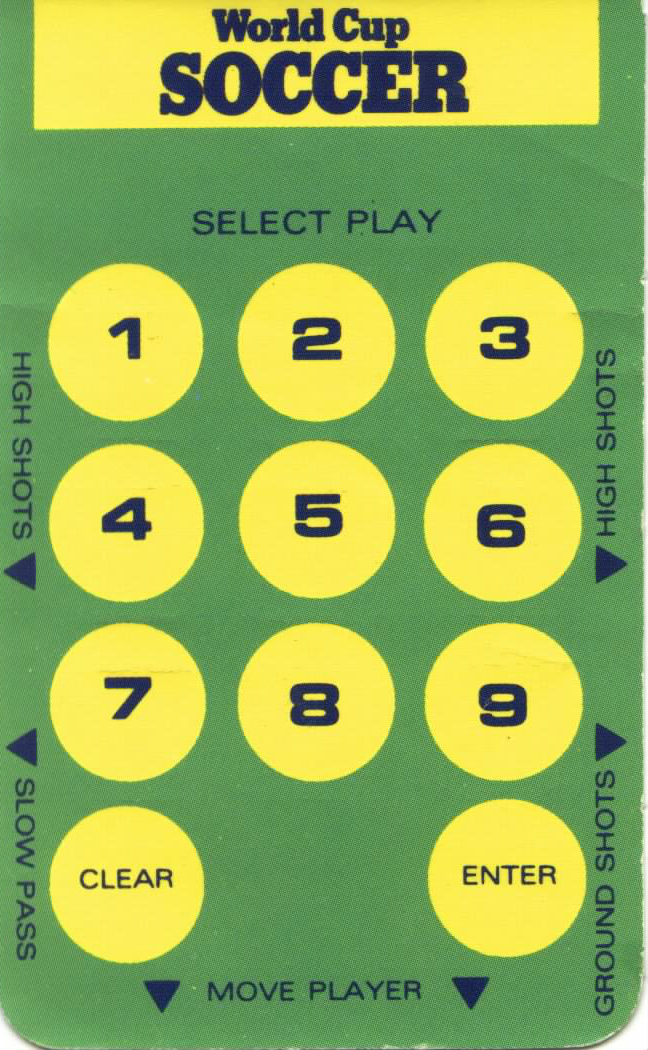 World Cup
SOCCER
SELECT PLAY
1 2 3
HIGH SHOTS
HIGH SHOTS
4 5 6
7 8 9
SLOW PASS
GROUND SHOTS
CLEAR ENTER
MOVE PLAYER